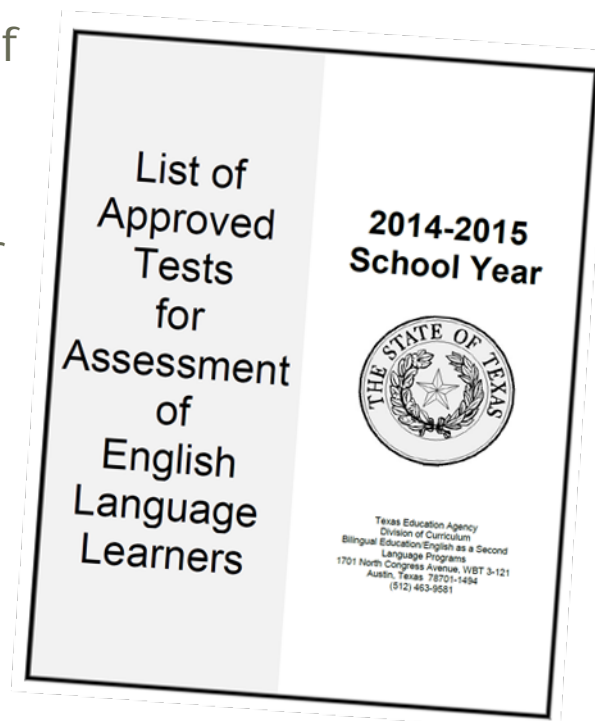 f
r
List of
Approved
Tests
for
Assessment
of
English
Language
Learners
2014-2015
School Year
THE STATE OF TEXAS
Texas Education Agency
Division of Curriculum
Bilingual Education/English as a Second
Language Programs
1701 North Congress Avenue, WBT 3-121
Austin, Texas 78701-1494
(512) 463-9581